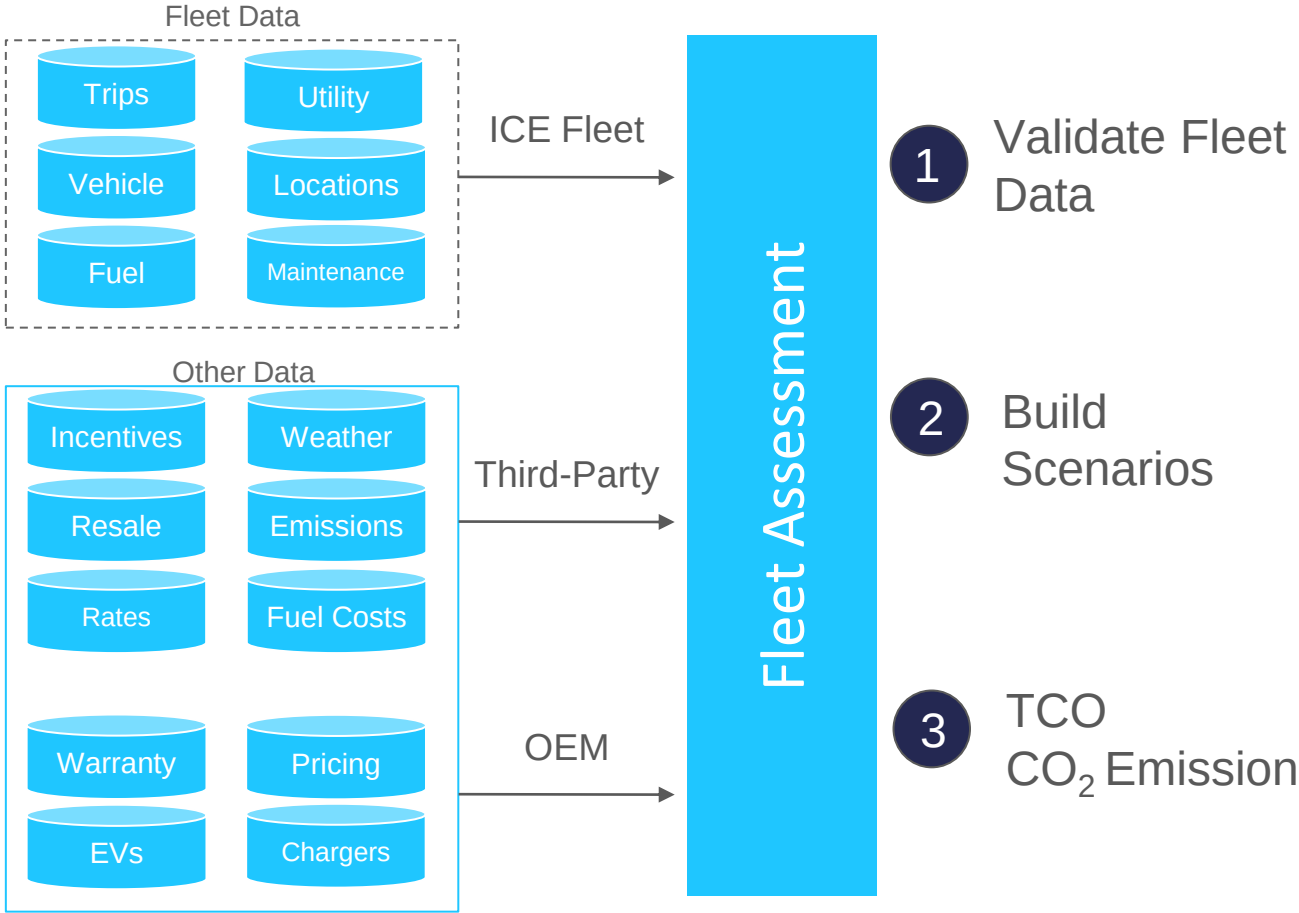 Fleet Data
Trips
Utility
Vehicle
Locations
Fuel
Maintenance
ICE Fleet
Other Data
Incentives
Weather
Resale
Emissions
Rates
Fuel Costs
Third-Party
Warranty
Pricing
EVs
Chargers
OEM
Fleet Assessment
1
Validate Fleet
Data
2
Build
Scenarios
3
TCO
CO₂ Emission